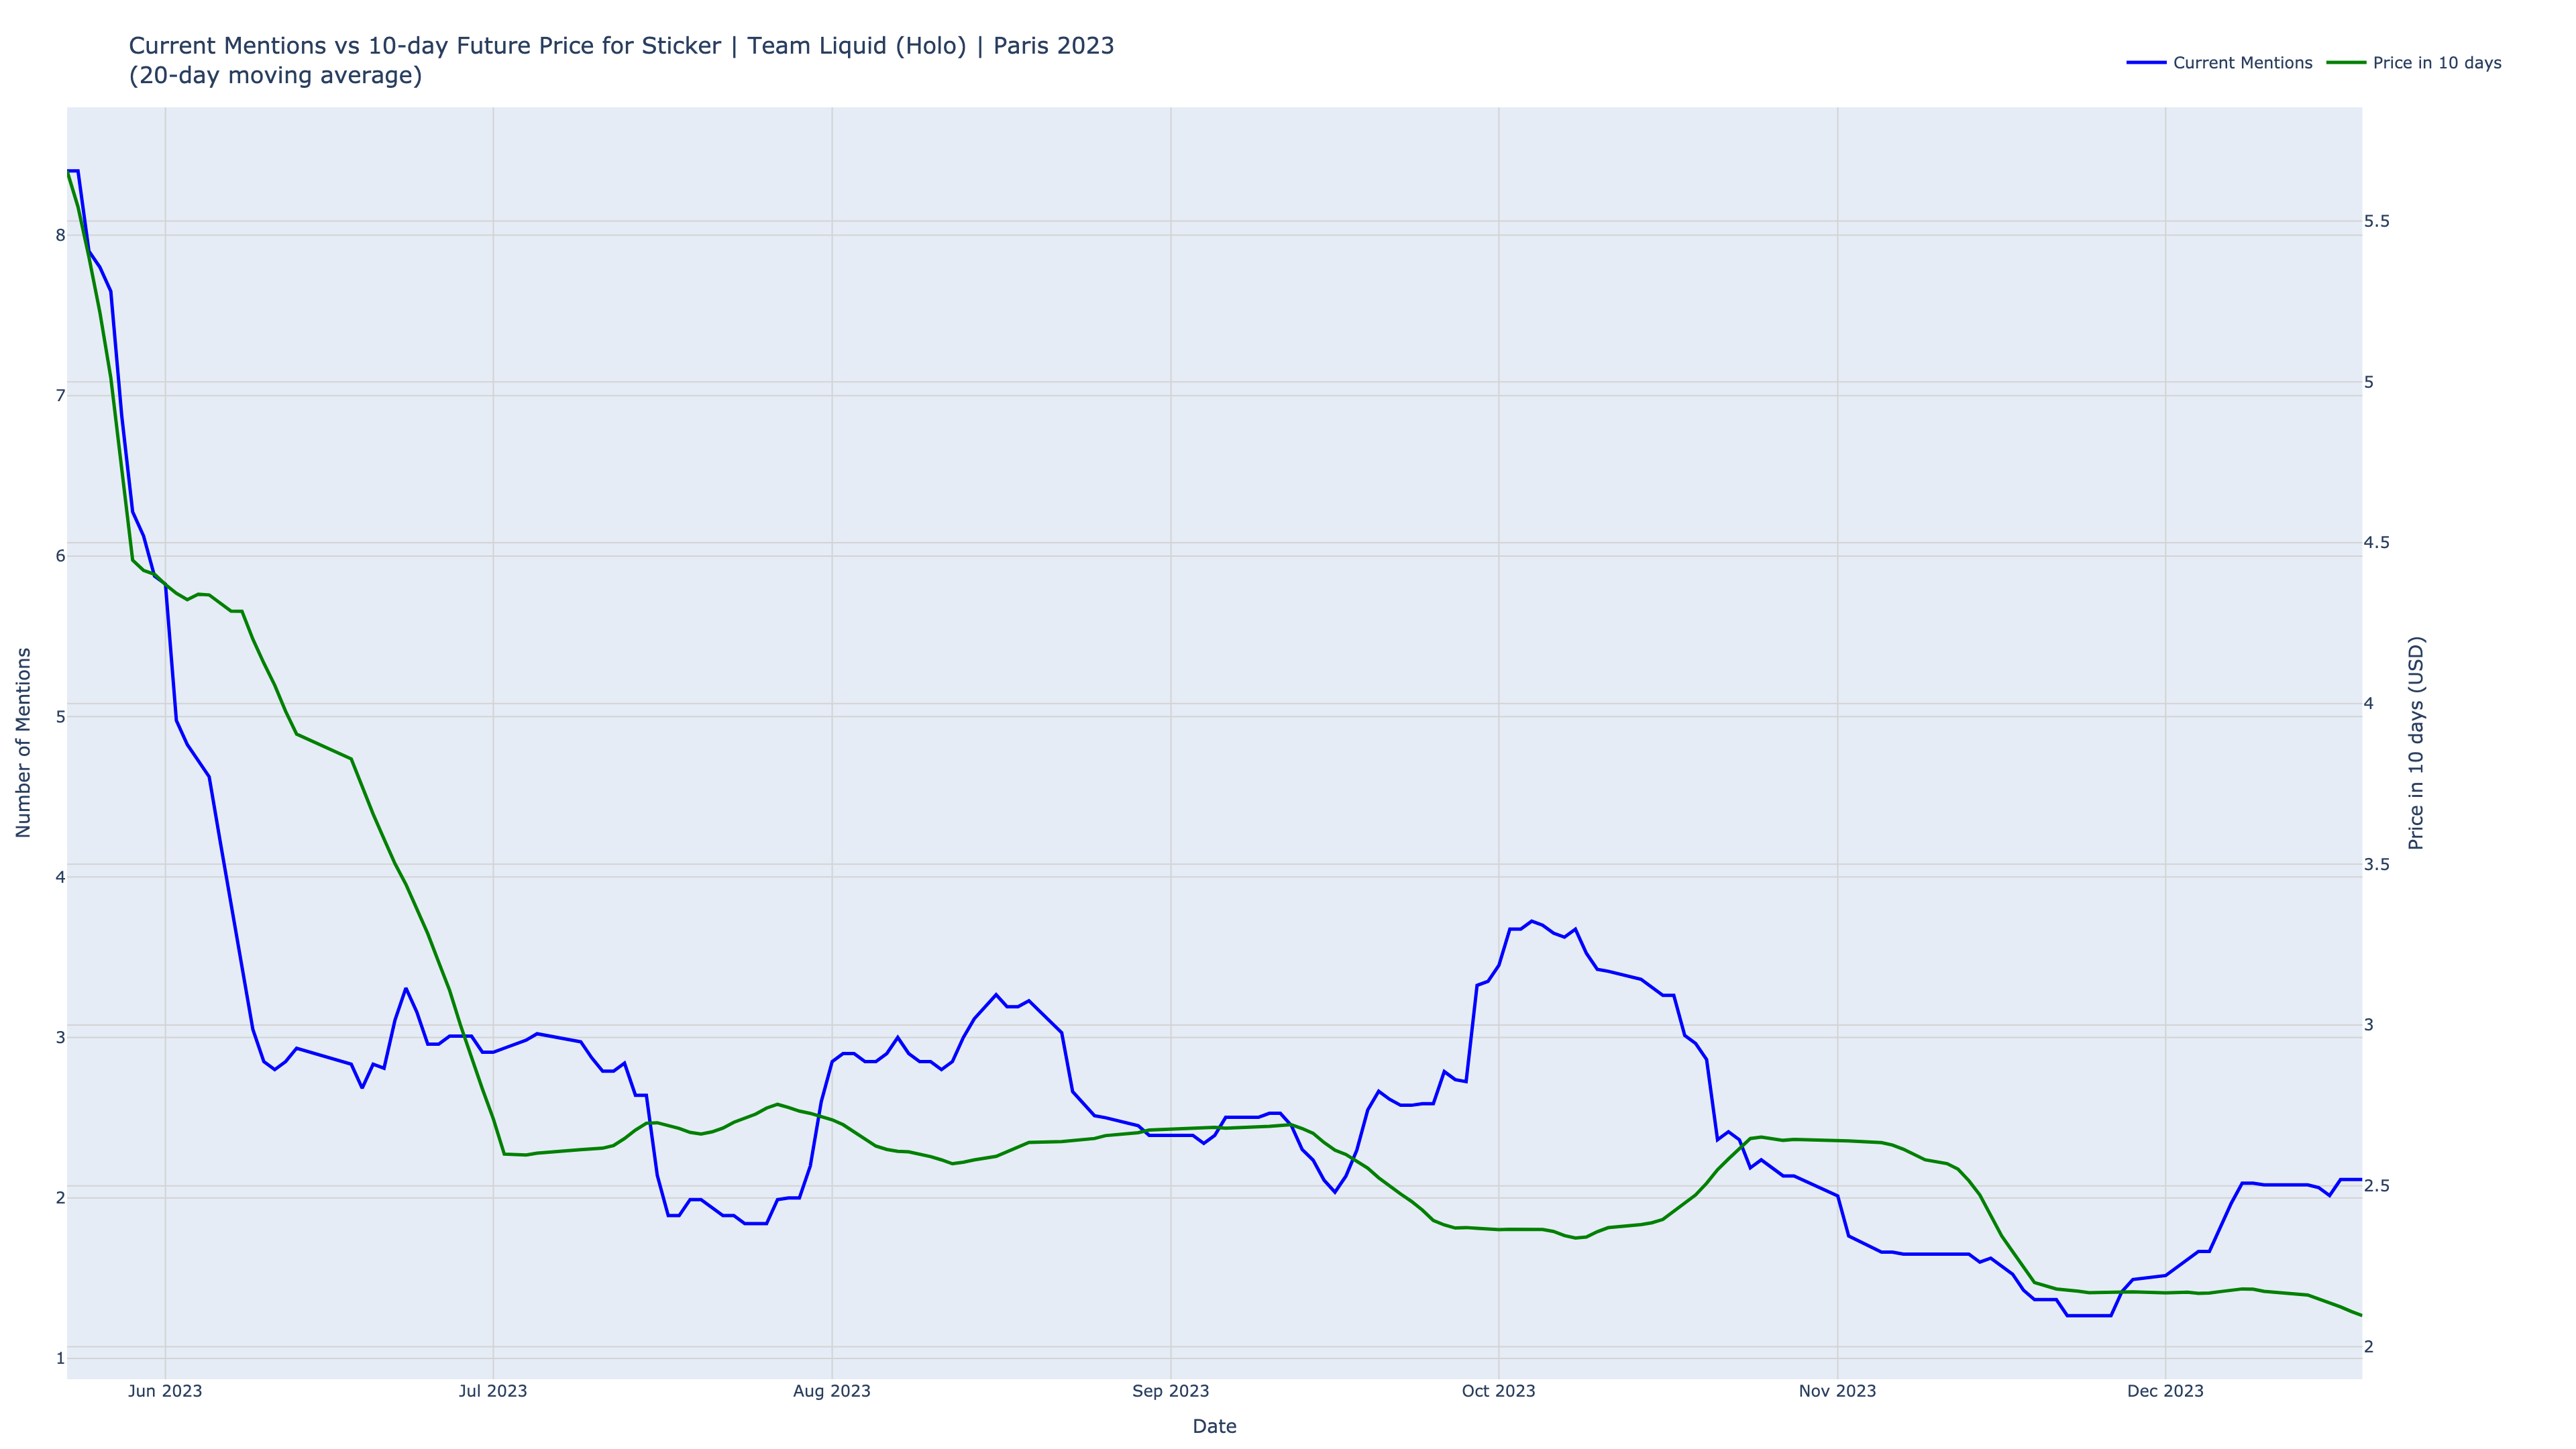 Current Mentions vs 10-day Future Price for Sticker | Team Liquid (Holo) | Paris 2023
(20-day moving average)
Current Mentions
Price in 10 days
8
7
6
5
4
3
2
1
Number of Mentions
5.5
5
4.5
4
3.5
3
2.5
2
Price in 10 days (USD)
Jun 2023
Jul 2023
Aug 2023
Sep 2023
Oct 2023
Nov 2023
Dec 2023
Date